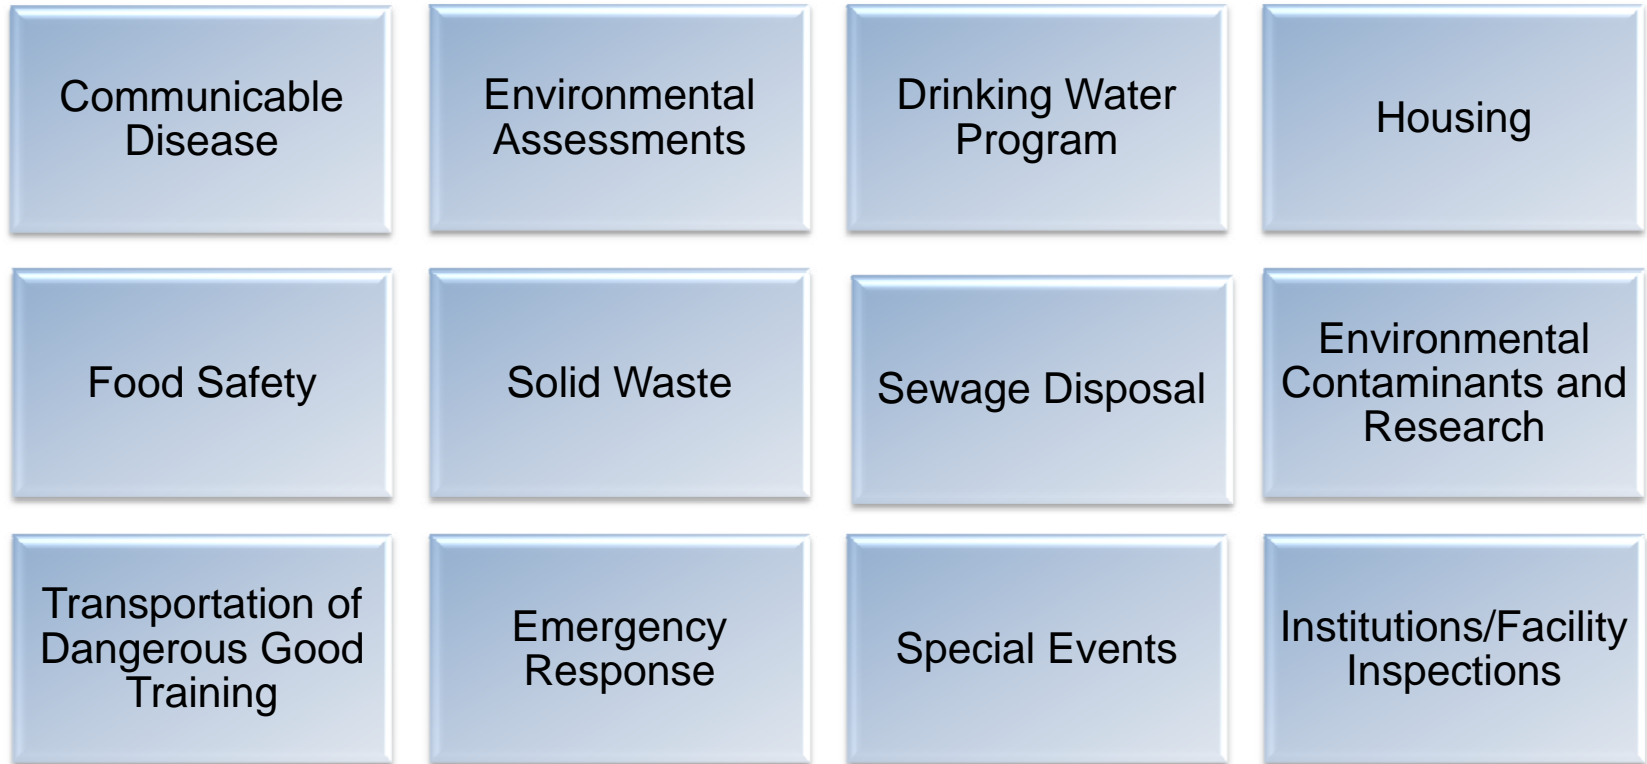 Communicable
Disease
Environmental
Assessments
Drinking Water
Program
Housing
Food Safety
Solid Waste
Sewage Disposal
Environmental
Contaminants and
Research
Transportation of
Dangerous Good
Training
Emergency
Response
Special Events
Institutions/Facility
Inspections